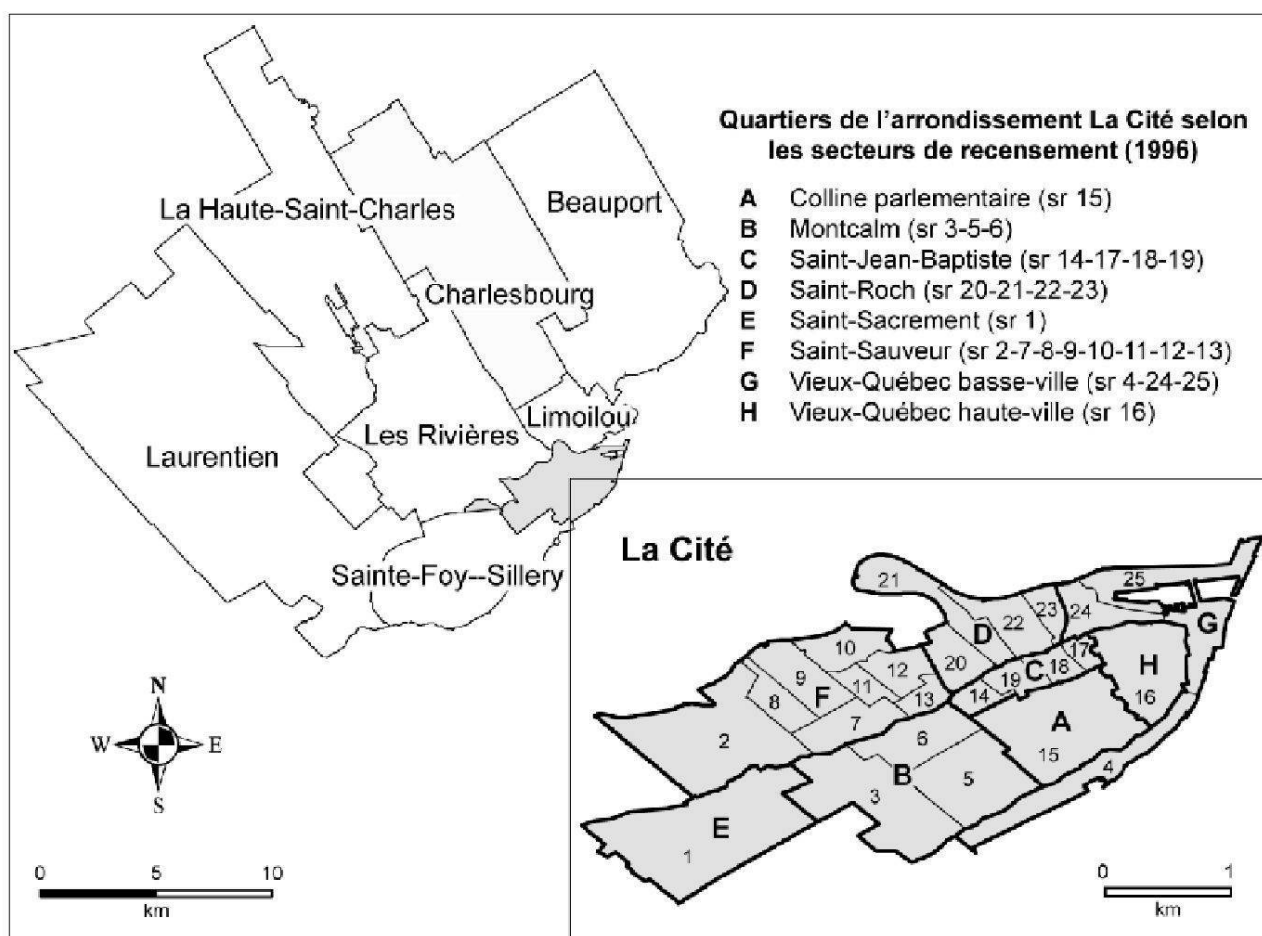 Quartiers de l'arrondissement La Cité selon
les secteurs de recensement (1996)
A Colline parlementaire (sr 15)
B Montcalm (sr 3-5-6)
C Saint-Jean-Baptiste (sr 14-17-18-19)
D Saint-Roch (sr 20-21-22-23)
E Saint-Sacrement (sr 1)
F Saint-Sauveur (sr 2-7-8-9-10-11-12-13)
G Vieux-Québec basse-ville (sr 4-24-25)
H Vieux-Québec haute-ville (sr 16)
La Haute-Saint-Charles
Beauport
Charlesbourg
Limoilou
Les Rivières
Laurentien
Sainte-Foy--Sillery
N
W E
S
0 5 10
km
La Cité
21
25
23
24
22
D
G
10
20
17
C
18
H
12
19
9
11
14
16
8
F
13
A
7
6
2
15
B
5
4
3
E
1
0 1
km